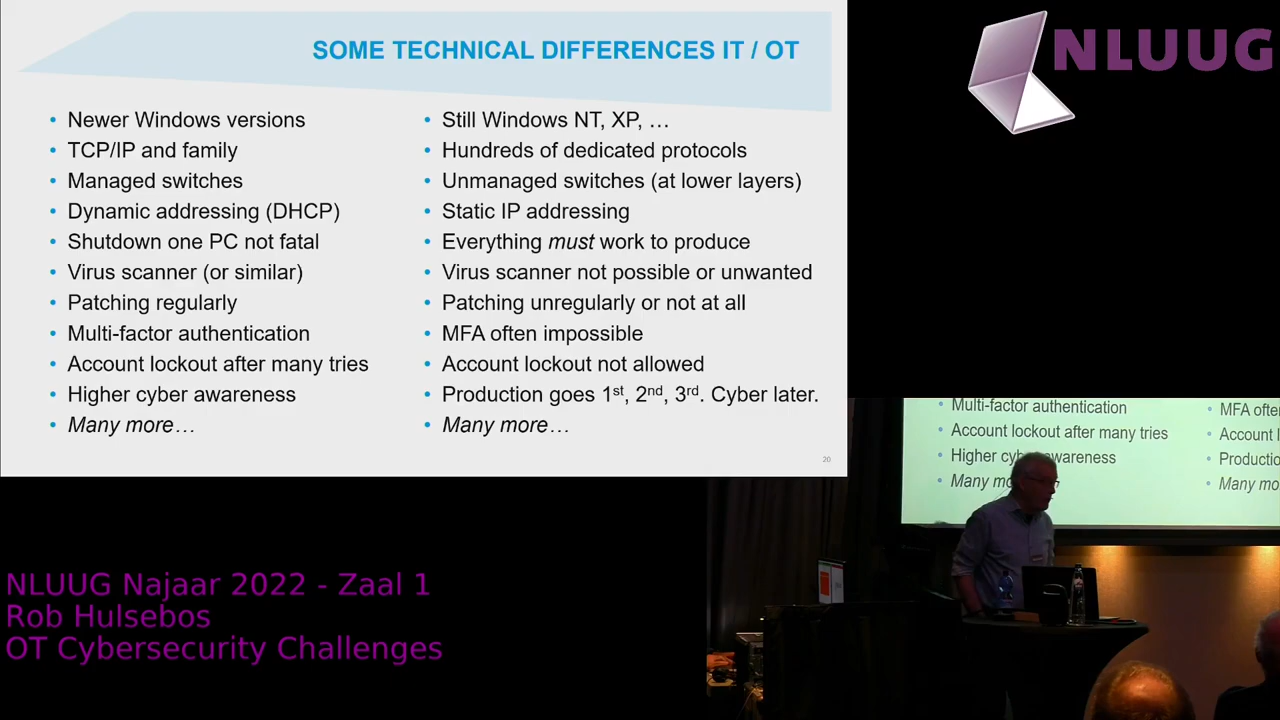 SOME TECHNICAL DIFFERENCES IT / OT
• Newer Windows versions
• TCP/IP and family
• Managed switches
• Dynamic addressing (DHCP)
• Shutdown one PC not fatal
• Virus scanner (or similar)
• Patching regularly
• Multi-factor authentication
• Account lockout after many tries
• Higher cyber awareness
• Many more…
• Still Windows NT, XP, …
• Hundreds of dedicated protocols
• Unmanaged switches (at lower layers)
• Static IP addressing
• Everything must work to produce
• Virus scanner not possible or unwanted
• Patching unregularly or not at all
• MFA often impossible
• Account lockout not allowed
• Production goes 1st, 2nd, 3rd. Cyber later.
• Many more…
20
NLUUG
• Multi-factor authentication
• Account lockout after many tries
• Higher cyber awareness
• Many mo
• MFA ofte
• Account l
• Productio
• Many mo
NLUUG Najaar 2022 - Zaal 1
Rob Hulsebos
OT Cybersecurity Challenges